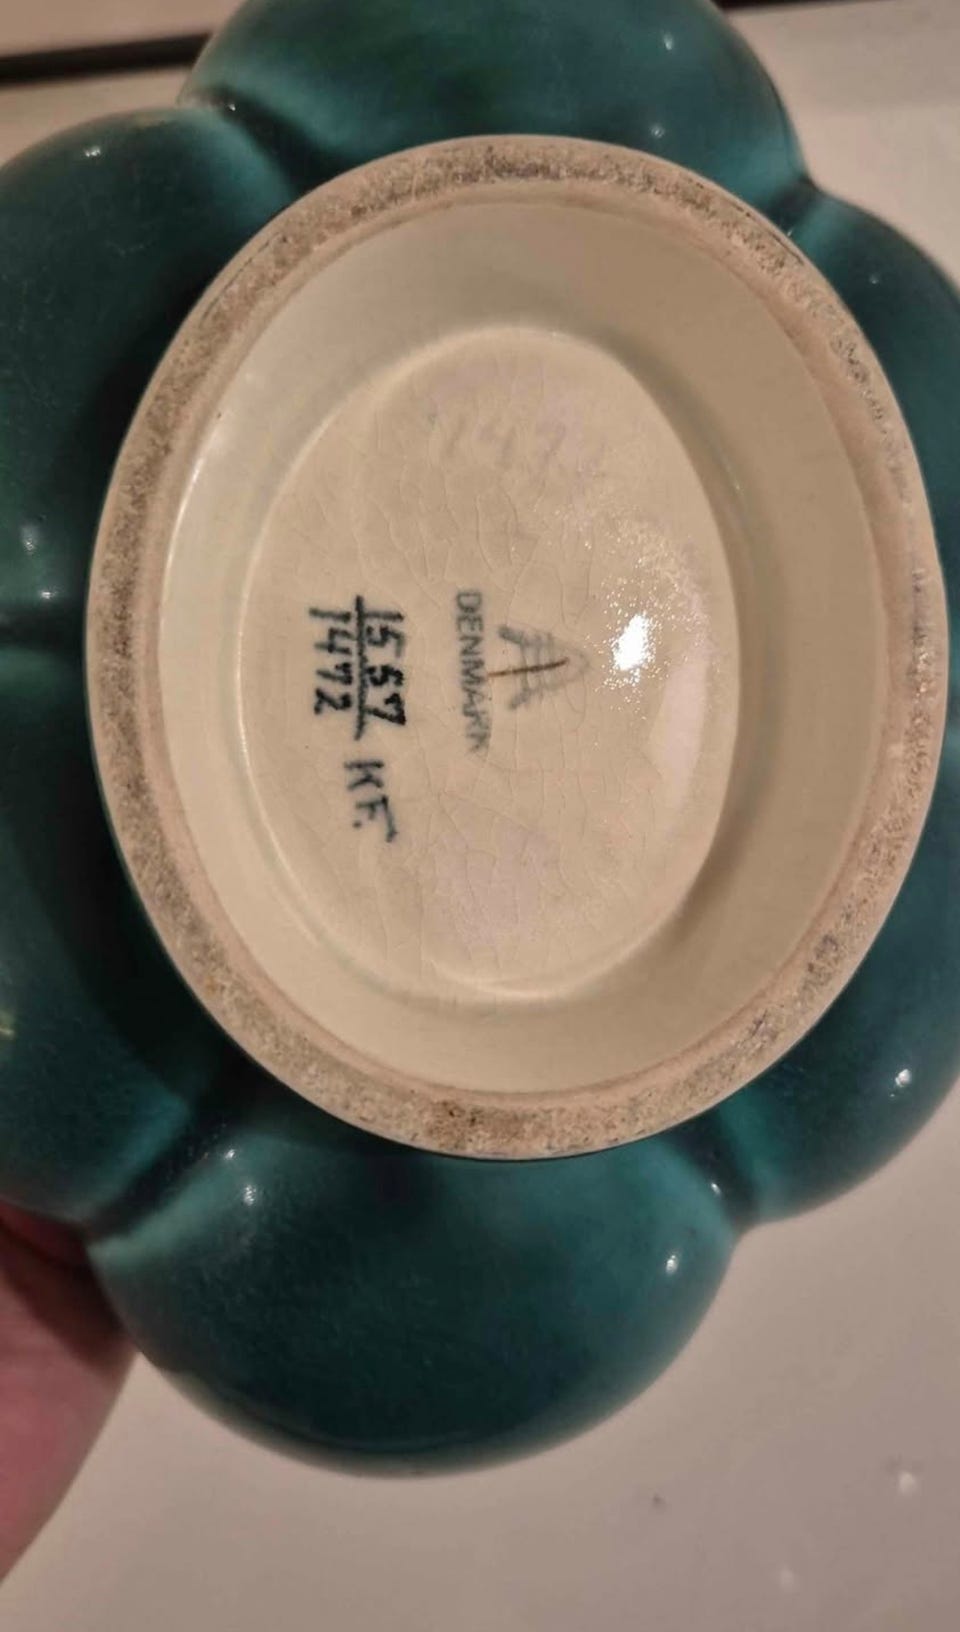 A
DENMARK
1557
1472 KF.